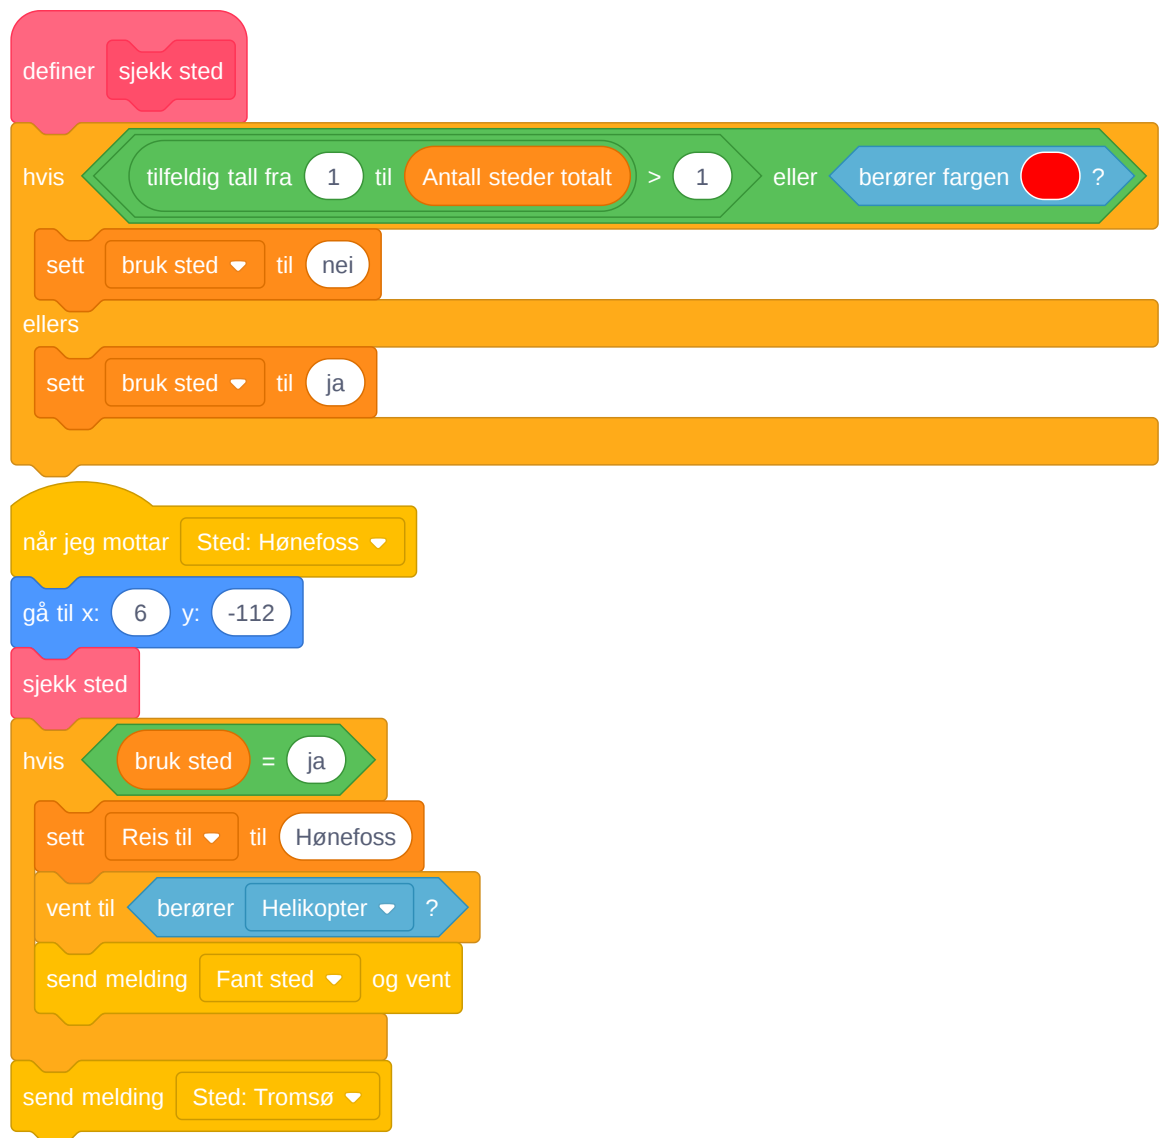 definer sjekk sted
hvis tilfeldig tall fra 1 til Antall steder totalt > 1 eller berører fargen ?
sett bruk sted til nei
ellers
sett bruk sted til ja
når jeg mottar Sted: Hønefoss
gå til x: 6 y: -112
sjekk sted
hvis bruk sted = ja
sett Reis til til Hønefoss
vent til berører Helikopter ?
send melding Fant sted og vent
send melding Sted: Tromsø